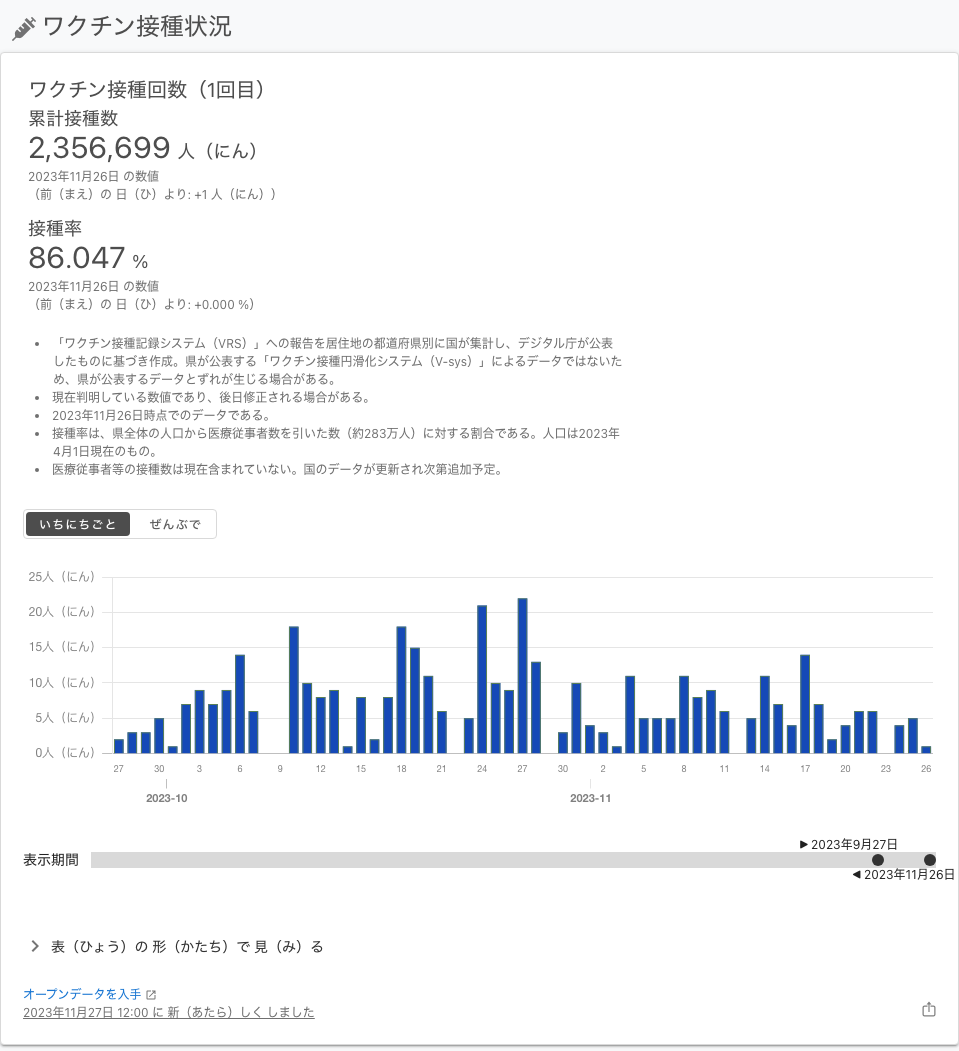 ワクチン接種状況
ワクチン接種回数（1回目）
累計接種数
2,356,699 人（にん）
2023年11月26日 の数値
（前（まえ）の 日（ひ）より: +1 人（にん））
接種率
86.047 %
2023年11月26日 の数値
（前（まえ）の 日（ひ）より: +0.000 %）
• 「ワクチン接種記録システム（VRS）」への報告を居住地の都道府県別に国が集計し、デジタル庁が公表
したものに基づき作成。県が公表する「ワクチン接種円滑化システム（V-sys）」によるデータではないた
め、県が公表するデータとずれが生じる場合がある。
• 現在判明している数値であり、後日修正される場合がある。
• 2023年11月26日時点でのデータである。
• 接種率は、県全体の人口から医療従事者数を引いた数（約283万人）に対する割合である。人口は2023年
4月1日現在のもの。
• 医療従事者等の接種数は現在含まれていない。国のデータが更新され次第追加予定。
いちにちごと ぜんぶで
25人（にん）
20人（にん）
15人（にん）
10人（にん）
5人（にん）
0人（にん）
27 30 3 6 9 12 15 18 21 24 27 30 2 5 8 11 14 17 20 23 26
2023-10 2023-11
▶ 2023年9月27日
表示期間
◀ 2023年11月26日
表（ひょう）の 形（かたち）で 見（み）る
オープンデータを入手
2023年11月27日 12:00 に 新（あたら）しく しました